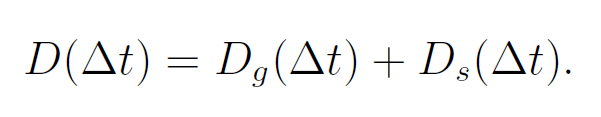 D(Δt) = D_g(Δt) + D_s(Δt).